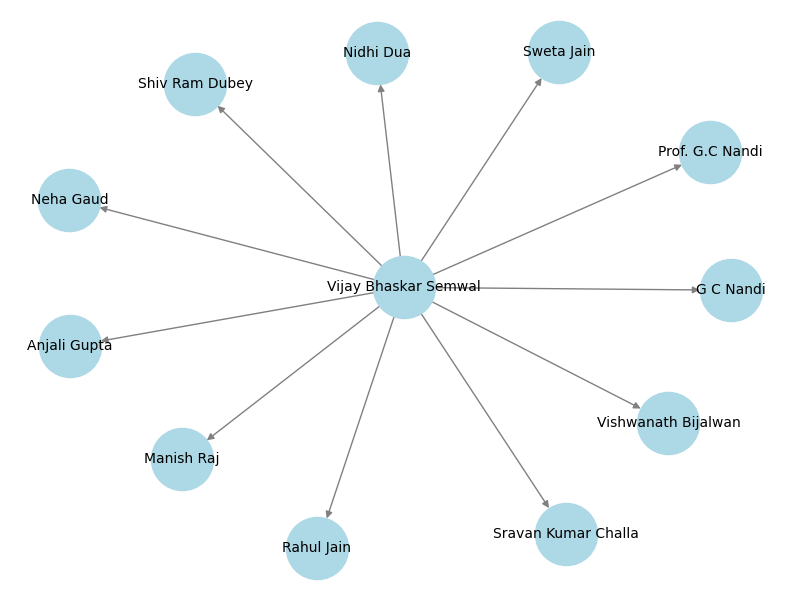 Sweta Jain
Nidhi Dua
Shiv Ram Dubey
Prof. G.C Nandi
Neha Gaud
Vijay Bhaskar Semwal
G C Nandi
Anjali Gupta
Vishwanath Bijalwan
Manish Raj
Sravan Kumar Challa
Rahul Jain